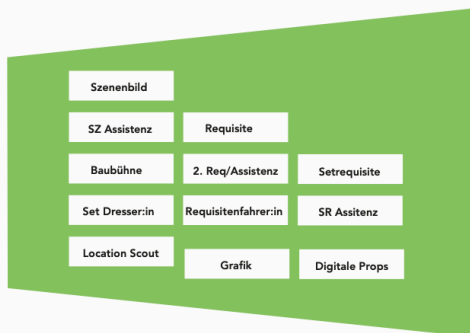 Szenenbild
SZ Assistenz
Requisite
Baubühne
2. Req/Assistenz
Setrequisite
Set Dresser:in
Requisitenfahrer:in
SR Assitenz
Location Scout
Grafik
Digitale Props